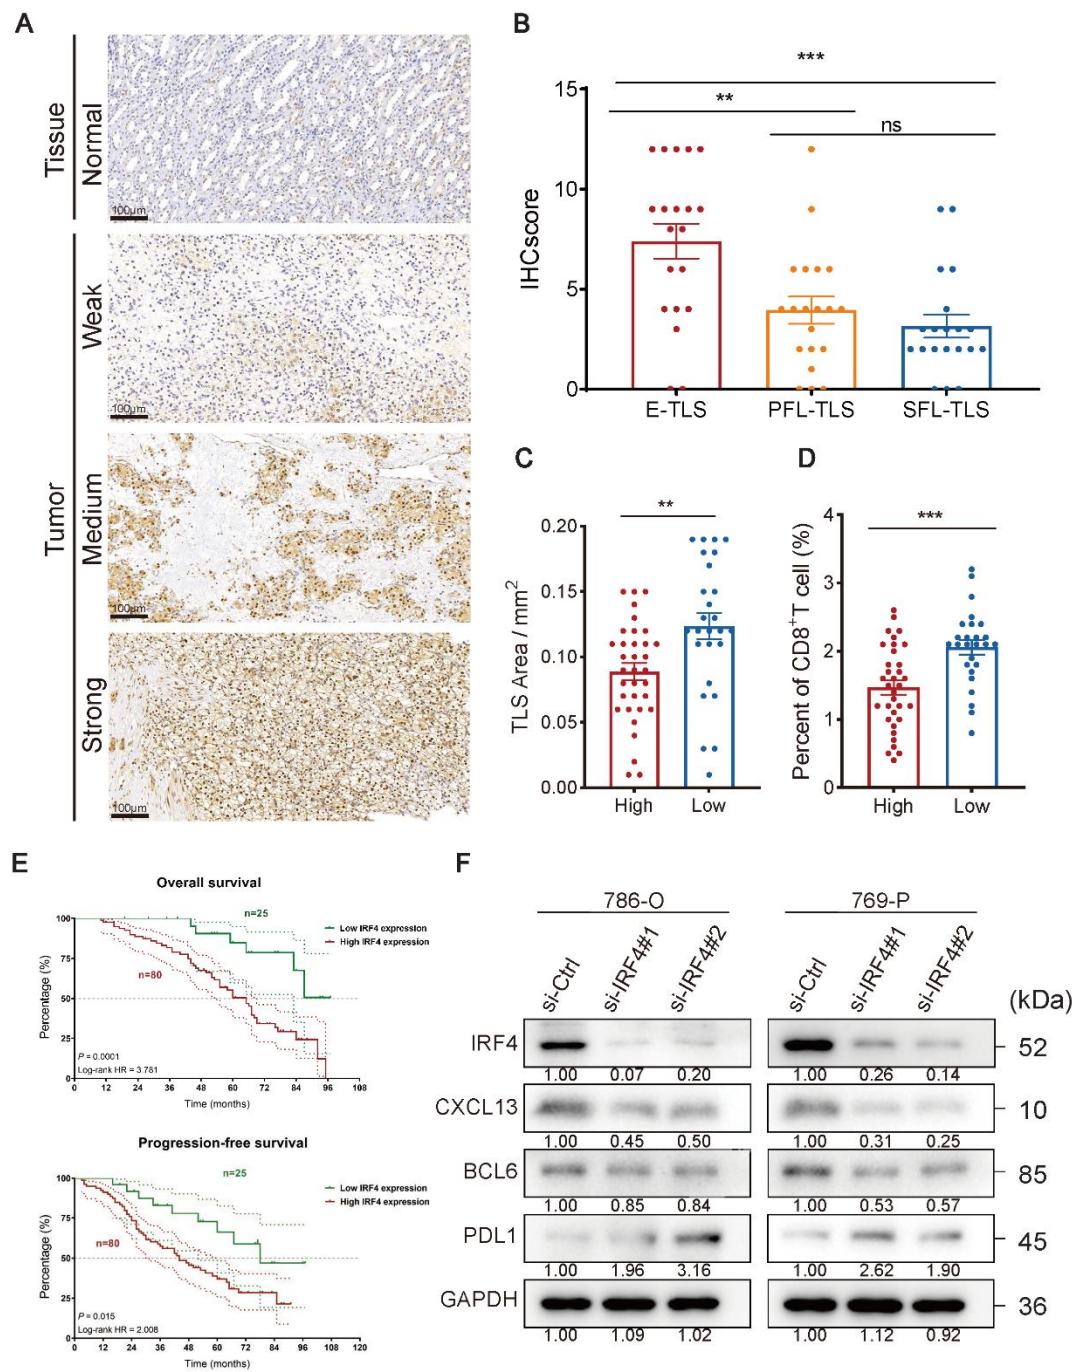 A
Tissue
Normal
100μm
Weak
100μm
Tumor
Medium
100μm
Strong
100μm
B
***
**
ns
15
10
5
0
IHCscore
E-TLS PFL-TLS SFL-TLS
C
**
0.20
0.15
0.10
0.05
0.00
TLS Area / mm²
High Low
D
***
4
3
2
1
0
Percent of CD8⁺T cell (%)
High Low
E
Overall survival
n=25
Low IRF4 expression
High IRF4 expression
n=80
100
75
50
25
0
Percentage (%)
P = 0.0001
Log-rank HR = 3.781
0 12 24 36 48 60 72 84 96 108
Time (months)
Progression-free survival
n=25
Low IRF4 expression
High IRF4 expression
n=80
100
75
50
25
0
Percentage (%)
P = 0.015
Log-rank HR = 2.008
0 12 24 36 48 60 72 84 96 108
Time (months)
F
786-O 769-P
si-Ctrl si-IRF4#1 si-IRF4#2 si-Ctrl si-IRF4#1 si-IRF4#2 (kDa)
IRF4 52
1.00 0.07 0.20 1.00 0.26 0.14
CXCL13 10
1.00 0.45 0.50 1.00 0.31 0.25
BCL6 85
1.00 0.85 0.84 1.00 0.53 0.57
PDL1 45
1.00 1.96 3.16 1.00 2.62 1.90
GAPDH 36
1.00 1.09 1.02 1.00 1.12 0.92